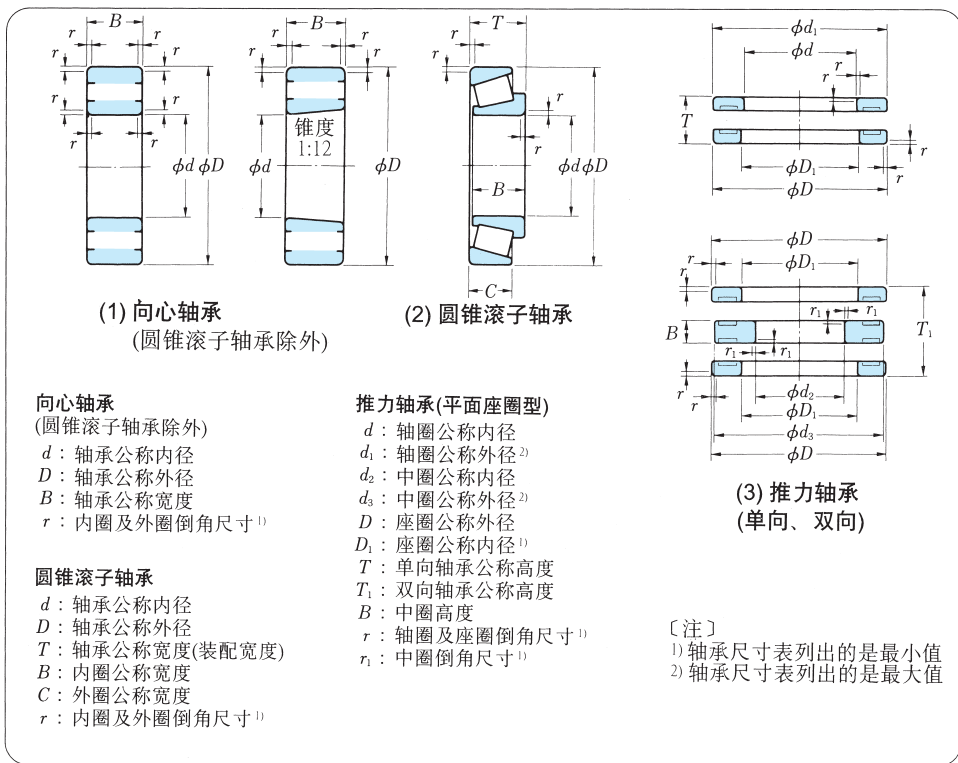 B
r
r
r
r
r
r
r
r
φd
φD
B
r
r
r
r
锥度
1:12
φd
φD
T
r
r
r
r
B
φd
φD
C
φd₁
φd
r
r
T
r
r
φD₁
φD
φD
φD₁
r
r
B
r₁
r₁
r₁
r₁
T₁
r
r
φd₂
φD₁
φd₃
φD
(1) 向心轴承
(圆锥滚子轴承除外)
(2) 圆锥滚子轴承
(3) 推力轴承
(单向、双向)
向心轴承
(圆锥滚子轴承除外)
d : 轴承公称内径
D : 轴承公称外径
B : 轴承公称宽度
r : 内圈及外圈倒角尺寸 1)
圆锥滚子轴承
d : 轴承公称内径
D : 轴承公称外径
T : 轴承公称宽度(装配宽度)
B : 内圈公称宽度
C : 外圈公称宽度
r : 内圈及外圈倒角尺寸 1)
推力轴承(平面座圈型)
d : 轴圈公称内径
d₁ : 轴圈公称外径 2)
d₂ : 中圈公称内径
d₃ : 中圈公称外径 2)
D : 座圈公称外径
D₁ : 座圈公称内径 1)
T : 单向轴承公称高度
T₁ : 双向轴承公称高度
B : 中圈高度
r : 轴圈及座圈倒角尺寸 1)
r₁ : 中圈倒角尺寸 1)
〔注〕
1) 轴承尺寸表列出的是最小值
2) 轴承尺寸表列出的是最大值